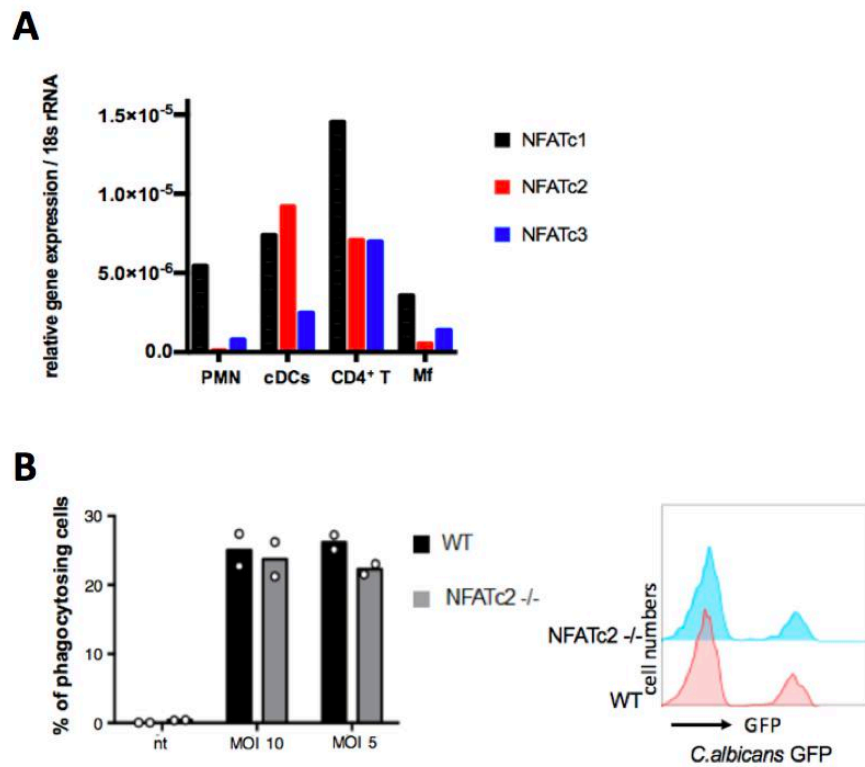 A
relative gene expression / 18s rRNA
1.5×10⁻⁵
1.0×10⁻⁵
5.0×10⁻⁶
0.0
PMN cDCs CD4⁺ T Mf
NFATc1
NFATc2
NFATc3
B
% of phagocytosing cells
30
20
10
0
nt MOI 10 MOI 5
WT
NFATc2 -/-
NFATc2 -/-
WT
cell numbers
GFP
C.albicans GFP